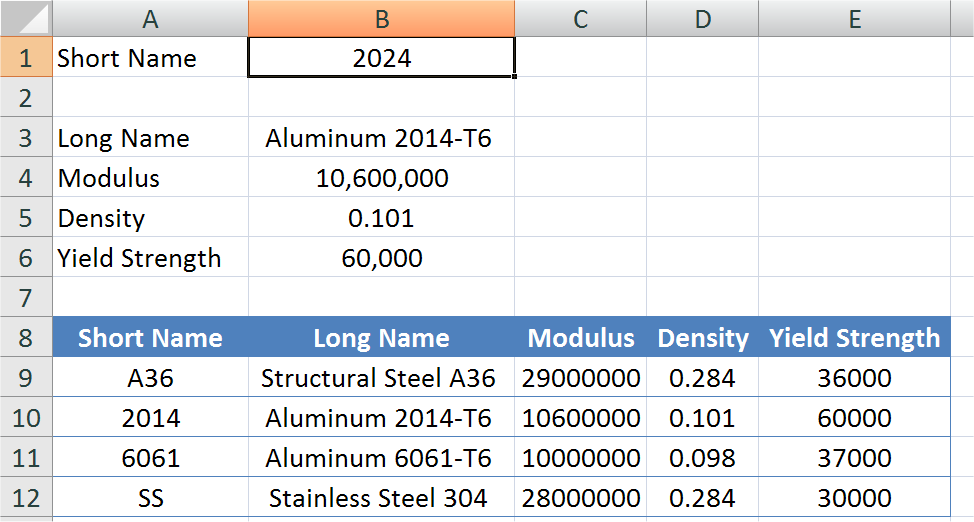 A B C D E
1 Short Name 2024
2
3 Long Name Aluminum 2014-T6
4 Modulus 10,600,000
5 Density 0.101
6 Yield Strength 60,000
7
8 Short Name Long Name Modulus Density Yield Strength
9 A36 Structural Steel A36 29000000 0.284 36000
10 2014 Aluminum 2014-T6 10600000 0.101 60000
11 6061 Aluminum 6061-T6 10000000 0.098 37000
12 SS Stainless Steel 304 28000000 0.284 30000